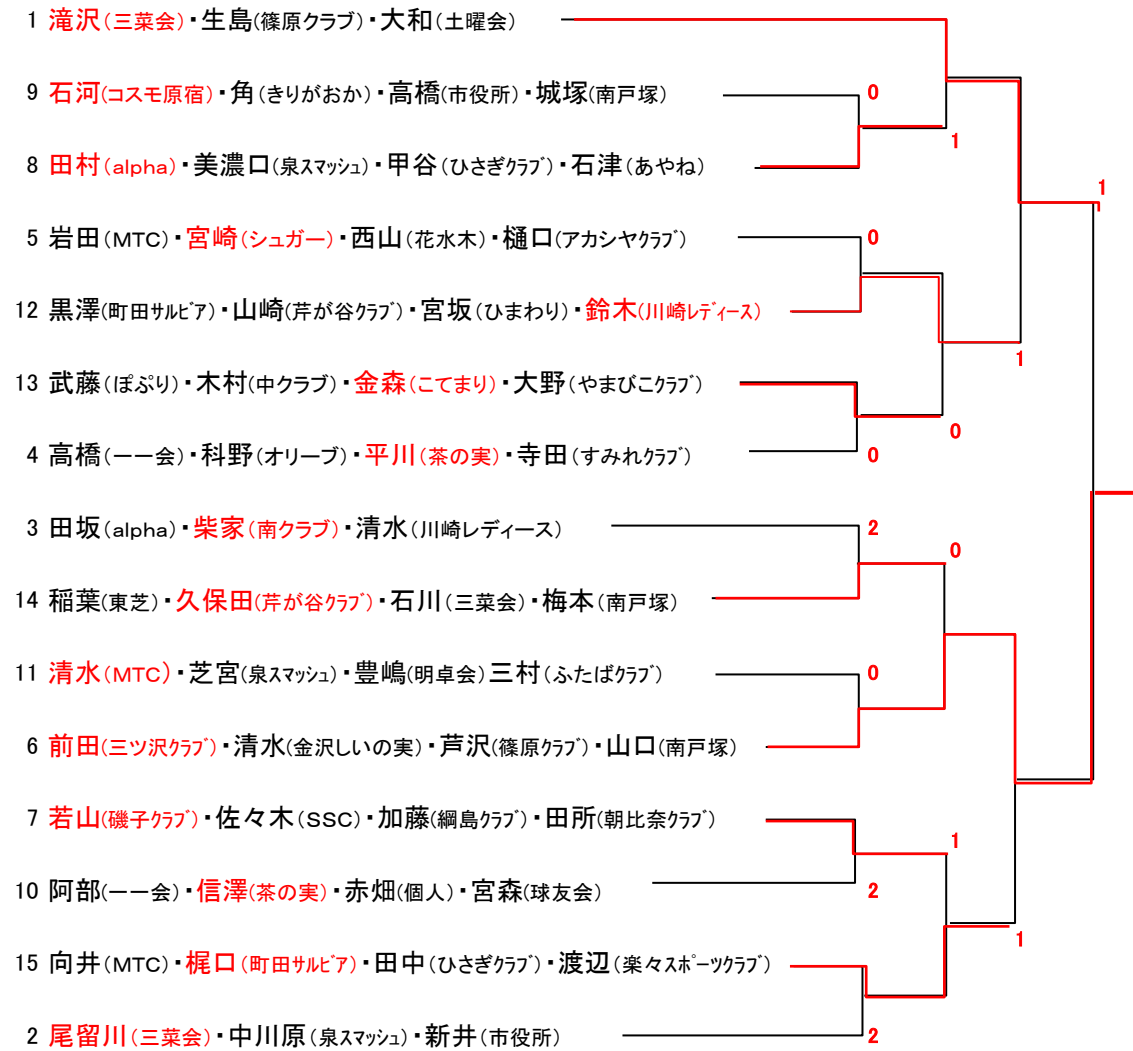 1 滝沢(三菜会)・生島(篠原クラブ)・大和(土曜会)
9 石河(コスモ原宿)・角(きりがおか)・高橋(市役所)・城塚(南戸塚)
0
1
8 田村(alpha)・美濃口(泉スマッシュ)・甲谷(ひさぎクラブ)・石津(あやね)
1
5 岩田(MTC)・宮崎(シュガー)・西山(花水木)・樋口(アカシヤクラブ)
0
12 黒澤(町田サルビア)・山崎(芹が谷クラブ)・宮坂(ひまわり)・鈴木(川崎レディース)
1
13 武藤(ぽぷり)・木村(中クラブ)・金森(こてまり)・大野(やまびこクラブ)
0
4 高橋(一一会)・科野(オリーブ)・平川(茶の実)・寺田(すみれクラブ)
0
3 田坂(alpha)・柴家(南クラブ)・清水(川崎レディース)
2
0
14 稲葉(東芝)・久保田(芹が谷クラブ)・石川(三菜会)・梅本(南戸塚)
11 清水(MTC)・芝宮(泉スマッシュ)・豊嶋(明卓会)三村(ふたばクラブ)
0
6 前田(三ツ沢クラブ)・清水(金沢しいの実)・芦沢(篠原クラブ)・山口(南戸塚)
7 若山(磯子クラブ)・佐々木(SSC)・加藤(綱島クラブ)・田所(朝比奈クラブ)
1
10 阿部(一一会)・信澤(茶の実)・赤畑(個人)・宮森(球友会)
2
1
15 向井(MTC)・梶口(町田サルビア)・田中(ひさぎクラブ)・渡辺(楽々スポーツクラブ)
2 尾留川(三菜会)・中川原(泉スマッシュ)・新井(市役所)
2